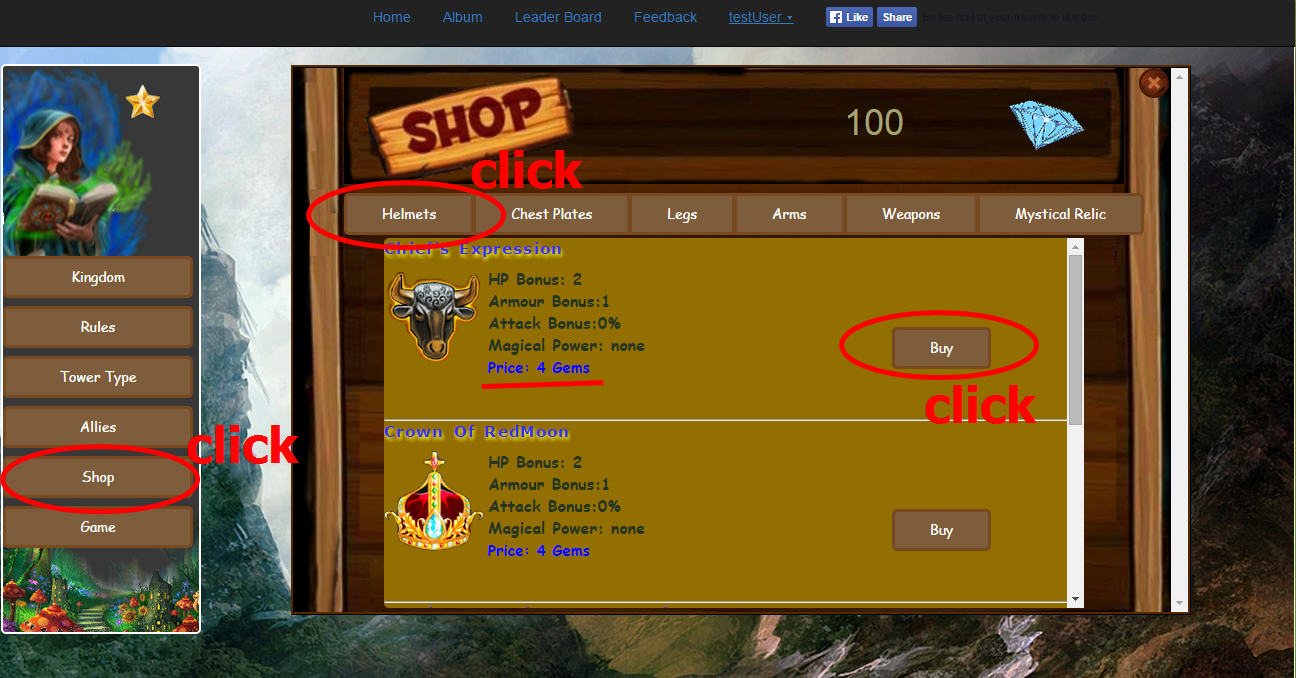 Home Album Leader Board Feedback testUser Like Share Be the first of your friends to like this.
SHOP 100
click
Helmets Chest Plates Legs Arms Weapons Mystical Relic
Chief's Expression
HP Bonus: 2
Armour Bonus:1
Attack Bonus:0%
Magical Power: none
Price: 4 Gems
Buy
click
Crown Of RedMoon
HP Bonus: 2
Armour Bonus:1
Attack Bonus:0%
Magical Power: none
Price: 4 Gems
Buy
Kingdom
Rules
Tower Type
Allies
click
Shop
Game